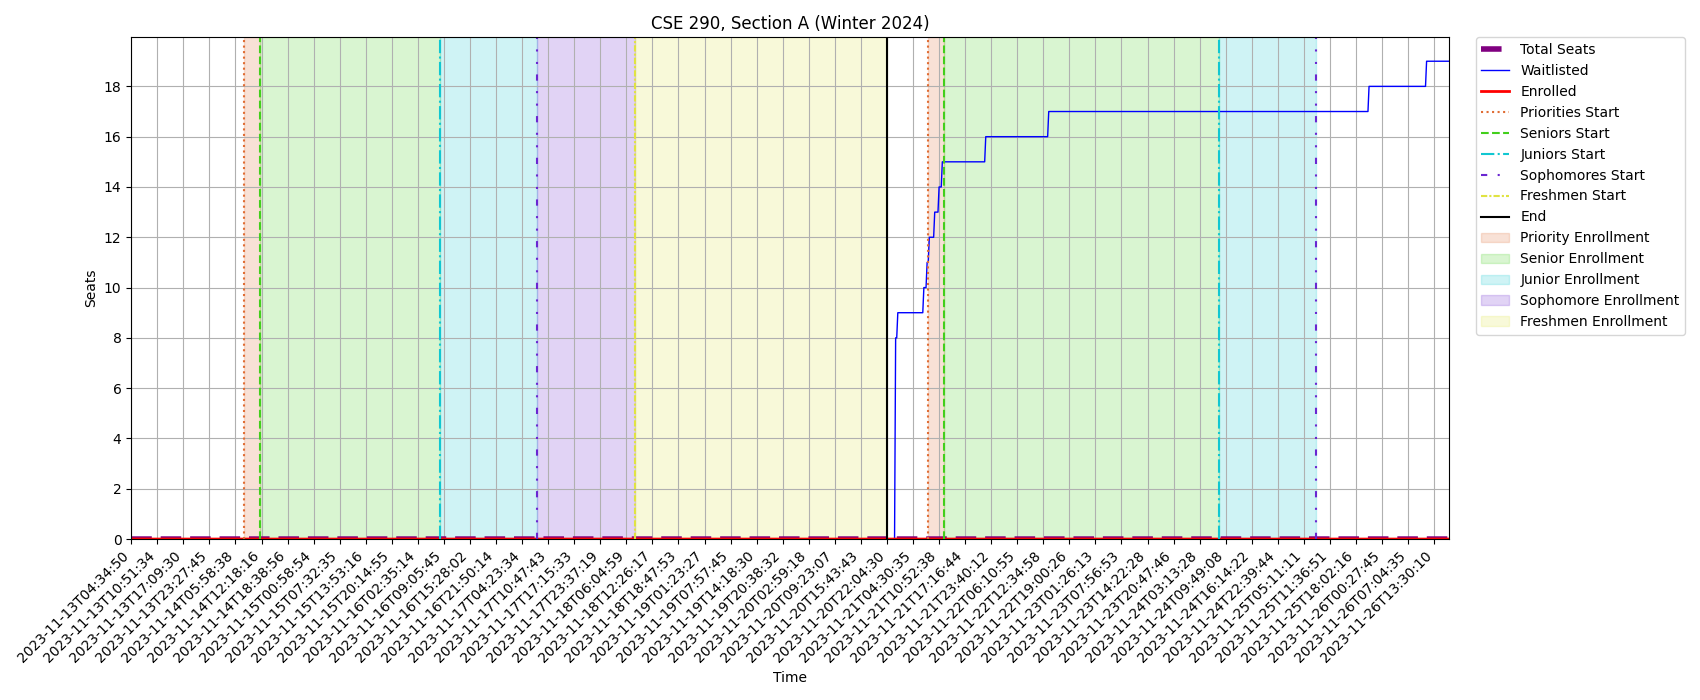 CSE 290, Section A (Winter 2024)
Total Seats
Waitlisted
Enrolled
Priorities Start
Seniors Start
Juniors Start
Sophomores Start
Freshmen Start
End
Priority Enrollment
Senior Enrollment
Junior Enrollment
Sophomore Enrollment
Freshmen Enrollment
Seats
18
16
14
12
10
8
6
4
2
0
2023-11-13T04:34:50
2023-11-13T10:51:34
2023-11-13T17:09:30
2023-11-13T23:27:45
2023-11-14T05:58:38
2023-11-14T12:18:16
2023-11-14T18:38:56
2023-11-15T00:58:54
2023-11-15T07:32:35
2023-11-15T13:53:16
2023-11-15T20:14:55
2023-11-16T02:35:14
2023-11-16T09:05:45
2023-11-16T15:28:02
2023-11-16T21:50:14
2023-11-17T04:23:34
2023-11-17T10:47:43
2023-11-17T17:15:33
2023-11-17T23:37:19
2023-11-18T06:04:59
2023-11-18T12:26:17
2023-11-18T18:47:53
2023-11-19T01:23:27
2023-11-19T07:57:45
2023-11-19T14:18:30
2023-11-19T20:38:32
2023-11-20T02:59:18
2023-11-20T09:23:07
2023-11-20T15:43:43
2023-11-20T22:04:30
2023-11-21T04:30:35
2023-11-21T10:52:38
2023-11-21T17:16:44
2023-11-21T23:40:12
2023-11-22T06:10:55
2023-11-22T12:34:58
2023-11-22T19:00:26
2023-11-23T01:26:13
2023-11-23T07:56:53
2023-11-23T14:22:28
2023-11-23T20:47:46
2023-11-24T03:13:28
2023-11-24T09:49:08
2023-11-24T16:14:22
2023-11-24T22:39:44
2023-11-25T05:11:11
2023-11-25T11:36:51
2023-11-25T18:02:16
2023-11-26T00:27:45
2023-11-26T07:04:35
2023-11-26T13:30:10
Time